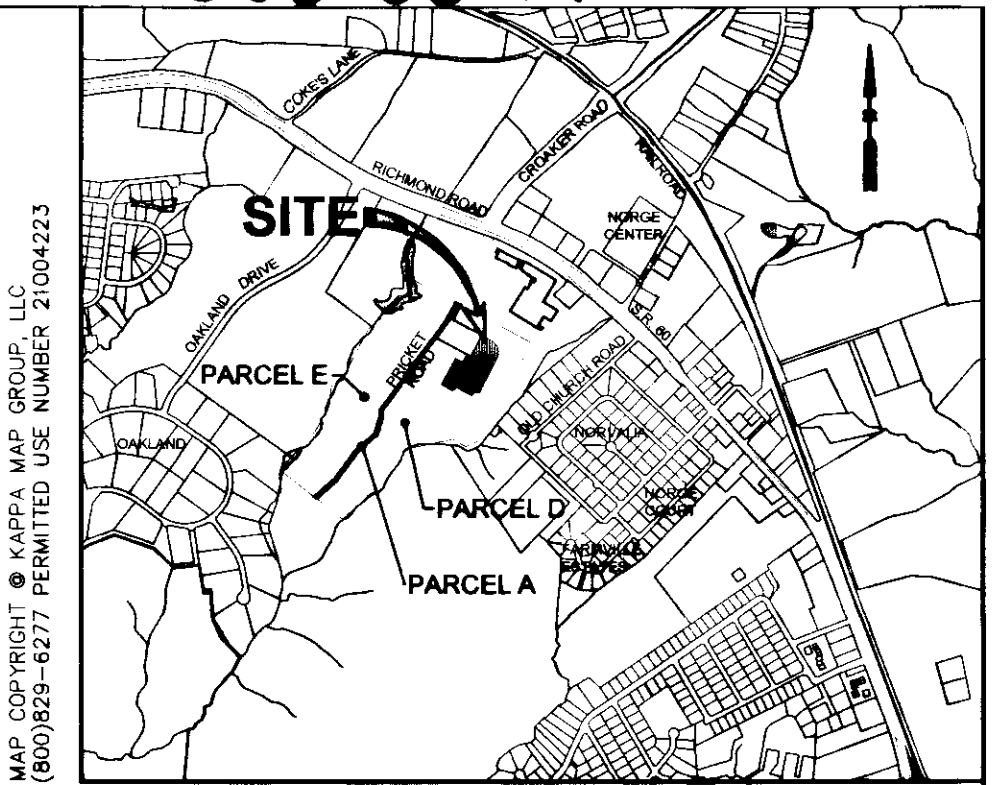 MAP COPYRIGHT @ KAPPA MAP GROUP, LLC
(800)829-6277 PERMITTED USE NUMBER 21004223
COKE'S LANE
CROAKER ROAD
RAILROAD
RICHMOND ROAD
SITE
NORGE
CENTER
OAKLAND DRIVE
S.R. 60
PRICKET
ROAD
PARCEL E
OLD CHURCH ROAD
NORVALIA
OAKLAND
PARCEL D
NORGE
COURT
FARMVILLE
ESTATES
PARCEL A